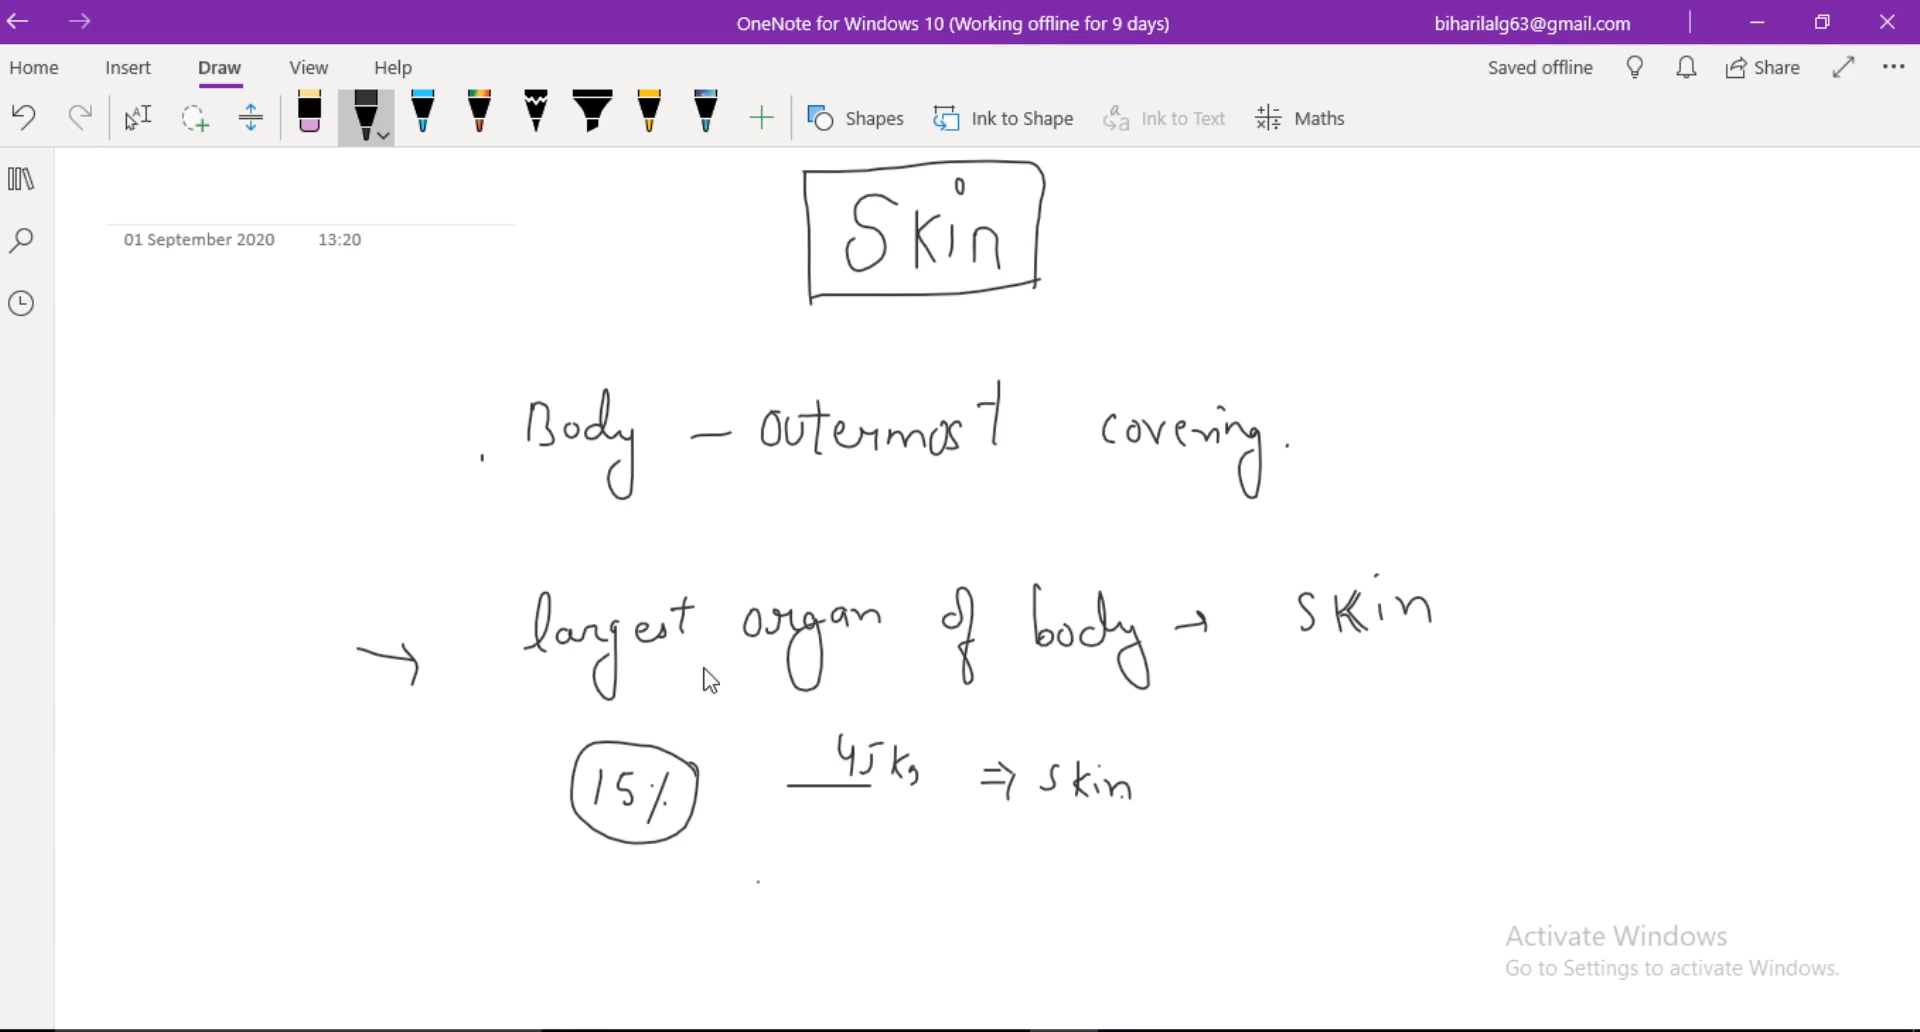 OneNote for Windows 10 (Working offline for 9 days)
biharilalg63@gmail.com
Home Insert Draw View Help
Saved offline Share
Shapes Ink to Shape Ink to Text Maths
Skin
01 September 2020 13:20
. Body – outermost covering.
→ largest organ of body → skin
15% 45kg ⇒ skin
Activate Windows
Go to Settings to activate Windows.